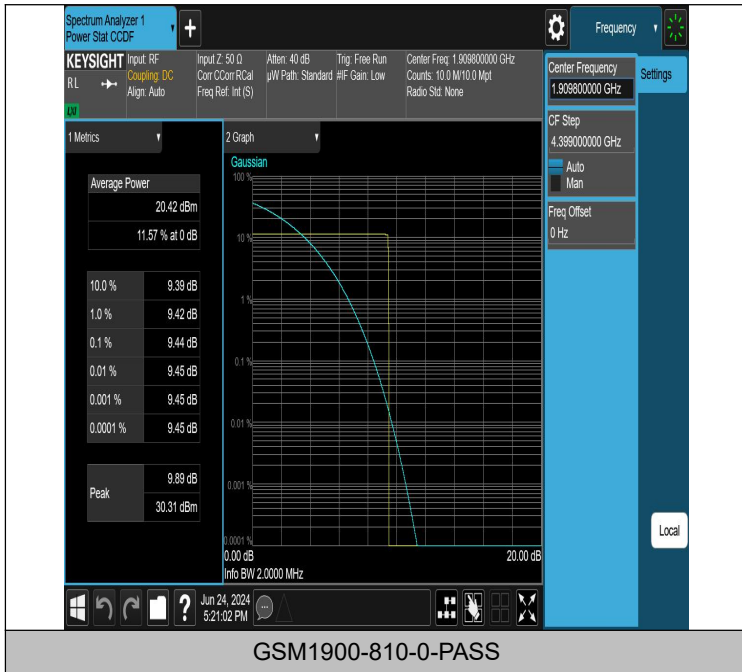 Spectrum Analyzer 1
Power Stat CCDF
+
Frequency
KEYSIGHT
RL
LXI
Input: RF
Coupling: DC
Align: Auto
Input Z: 50 Ω
Corr CCorr RCal
Freq Ref: Int (S)
Atten: 40 dB
µW Path: Standard
Trig: Free Run
#IF Gain: Low
Center Freq: 1.909800000 GHz
Counts: 10.0 M/10.0 Mpt
Radio Std: None
Center Frequency
1.909800000 GHz
Settings
CF Step
4.399000000 GHz
Auto
Man
Freq Offset
0 Hz
1 Metrics
Average Power
20.42 dBm
11.57 % at 0 dB
10.0 % 9.39 dB
1.0 % 9.42 dB
0.1 % 9.44 dB
0.01 % 9.45 dB
0.001 % 9.45 dB
0.0001 % 9.45 dB
Peak
9.89 dB
30.31 dBm
2 Graph
Gaussian
100 %
10 %
1 %
0.1 %
0.01 %
0.001 %
0.0001 %
0.00 dB 20.00 dB
Info BW 2.0000 MHz
Local
?
Jun 24, 2024
5:21:02 PM
GSM1900-810-0-PASS